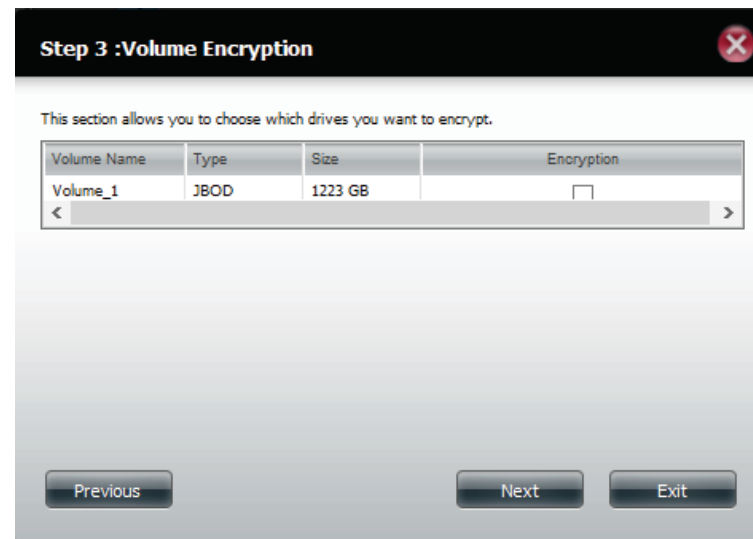 Step 3 :Volume Encryption
This section allows you to choose which drives you want to encrypt.
Volume Name Type Size Encryption
Volume_1 JBOD 1223 GB
Previous Next Exit